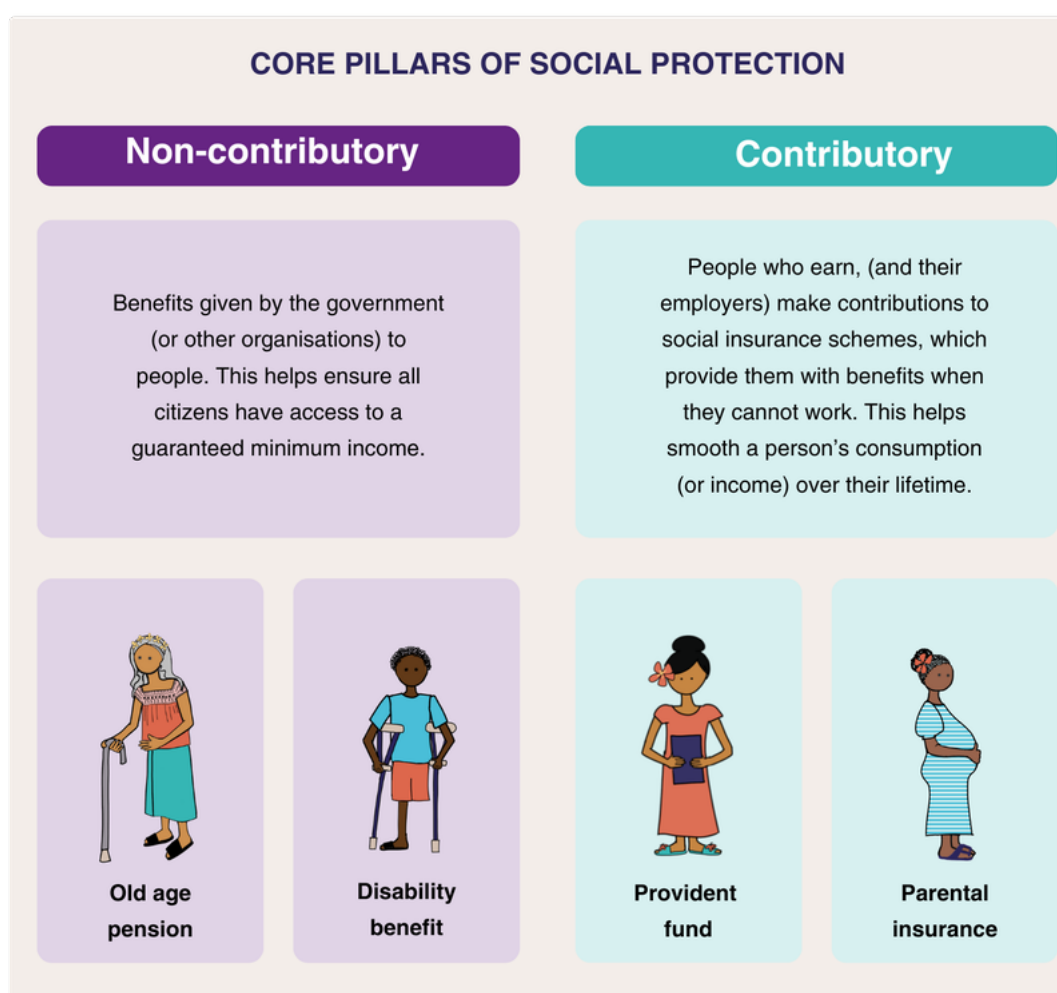 CORE PILLARS OF SOCIAL PROTECTION
Non-contributory
Benefits given by the government
(or other organisations) to
people. This helps ensure all
citizens have access to a
guaranteed minimum income.
Old age
pension
Disability
benefit
Contributory
People who earn, (and their
employers) make contributions to
social insurance schemes, which
provide them with benefits when
they cannot work. This helps
smooth a person’s consumption
(or income) over their lifetime.
Provident
fund
Parental
insurance